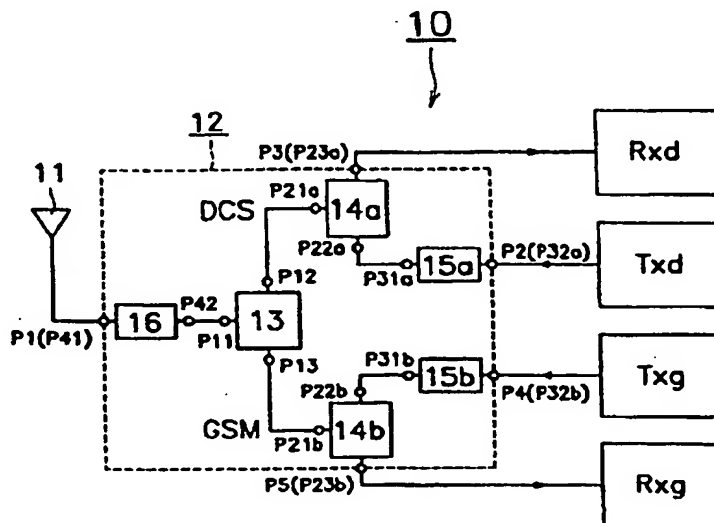 10
12
11
P3(P23a)
Rxd
P21a
14a
DCS
P22a
P2(P32a)
Txd
P31a
15a
P12
P42
16
13
P1(P41)
P11
P13
P31b
15b
Txg
P22b
P4(P32b)
GSM
P21b
14b
P5(P23b)
Rxg